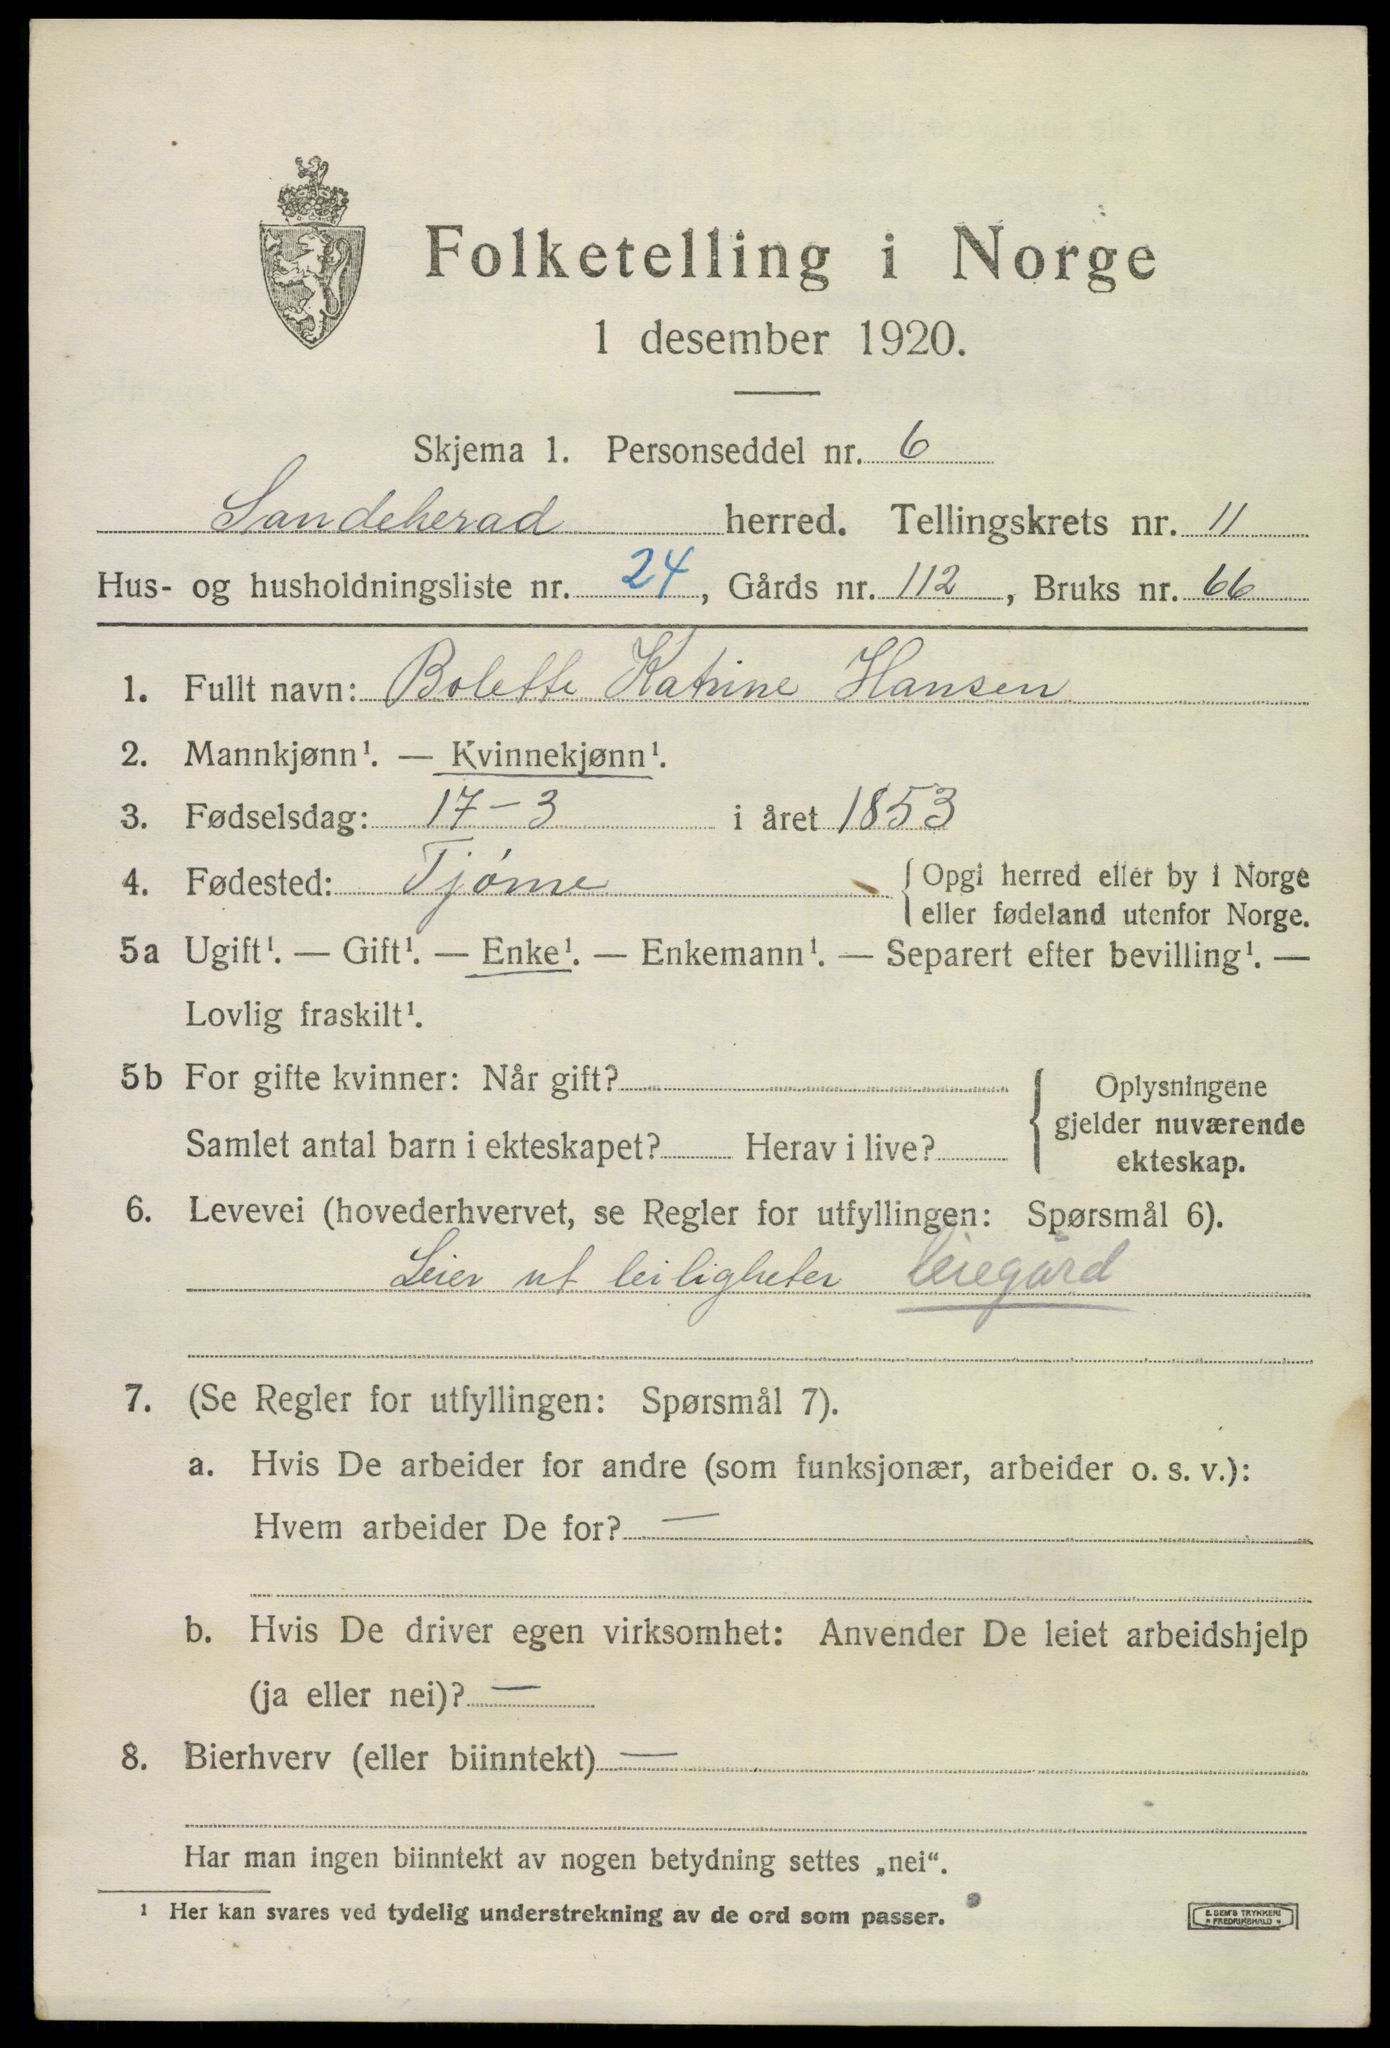 Folketelling i Norge
1 desember 1920.
Skjema 1. Personseddel nr. 6
Sandeherad herred. Tellingskrets nr. 11
Hus- og husholdningsliste nr. 24, Gårds nr. 112, Bruks nr. 66
1. Fullt navn: Bolette Katrine Hansen
2. Mannkjønn¹. — Kvinnekjønn¹.
3. Fødselsdag: 17-3 i året 1853
4. Fødested: Tjøme { Opgi herred eller by i Norge
eller fødeland utenfor Norge.
5a Ugift¹. — Gift¹. — Enke¹. — Enkemann¹. — Separert efter bevilling¹. —
Lovlig fraskilt¹.
5b For gifte kvinner: Når gift?
Samlet antal barn i ekteskapet? Herav i live?
{ Oplysningene
gjelder nuværende
ekteskap.
6. Levevei (hovederhvervet, se Regler for utfyllingen: Spørsmål 6).
Leier ut leiligheter leiegård
7. (Se Regler for utfyllingen: Spørsmål 7).
a. Hvis De arbeider for andre (som funksjonær, arbeider o. s. v.):
Hvem arbeider De for? —
b. Hvis De driver egen virksomhet: Anvender De leiet arbeidshjelp
(ja eller nei)? —
8. Bierhverv (eller biinntekt) —
Har man ingen biinntekt av nogen betydning settes „nei“.
¹ Her kan svares ved tydelig understrekning av de ord som passer.
E. SEM'S TRYKKERI
• FREDRIKSHALD •